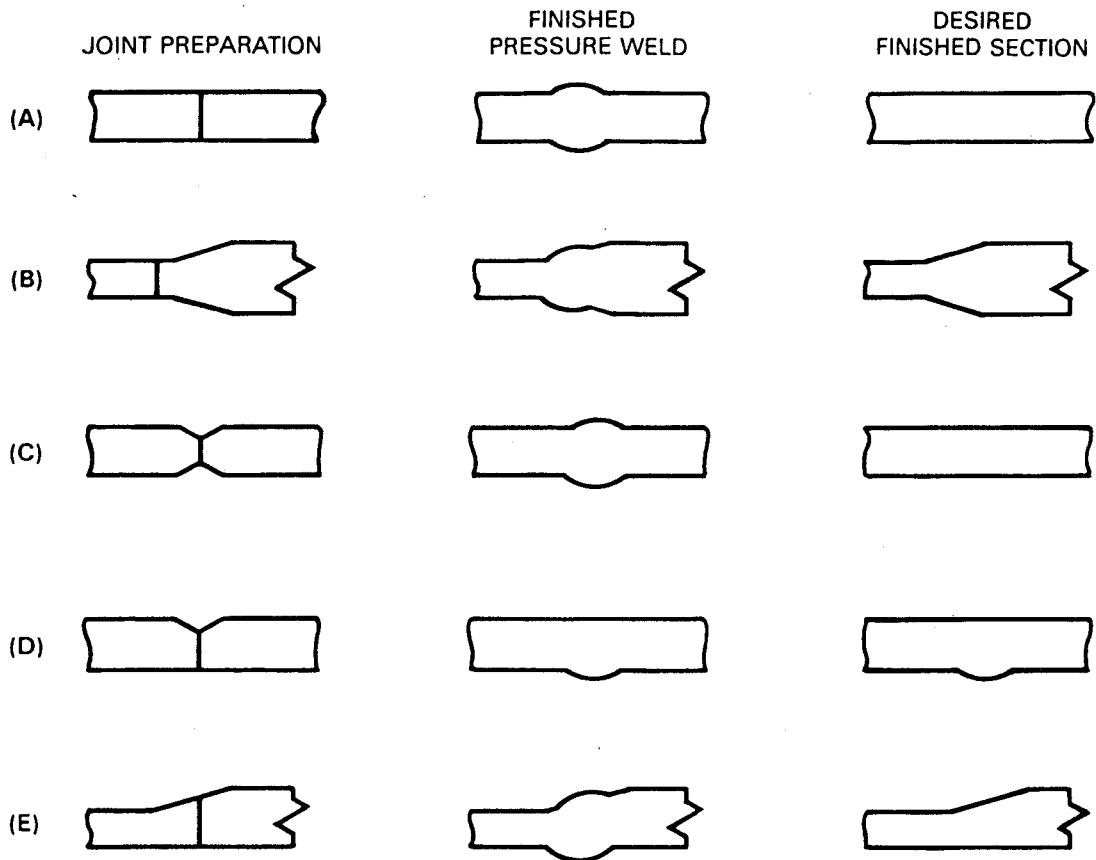 JOINT PREPARATION
FINISHED
PRESSURE WELD
DESIRED
FINISHED SECTION
(A)
(B)
(C)
(D)
(E)